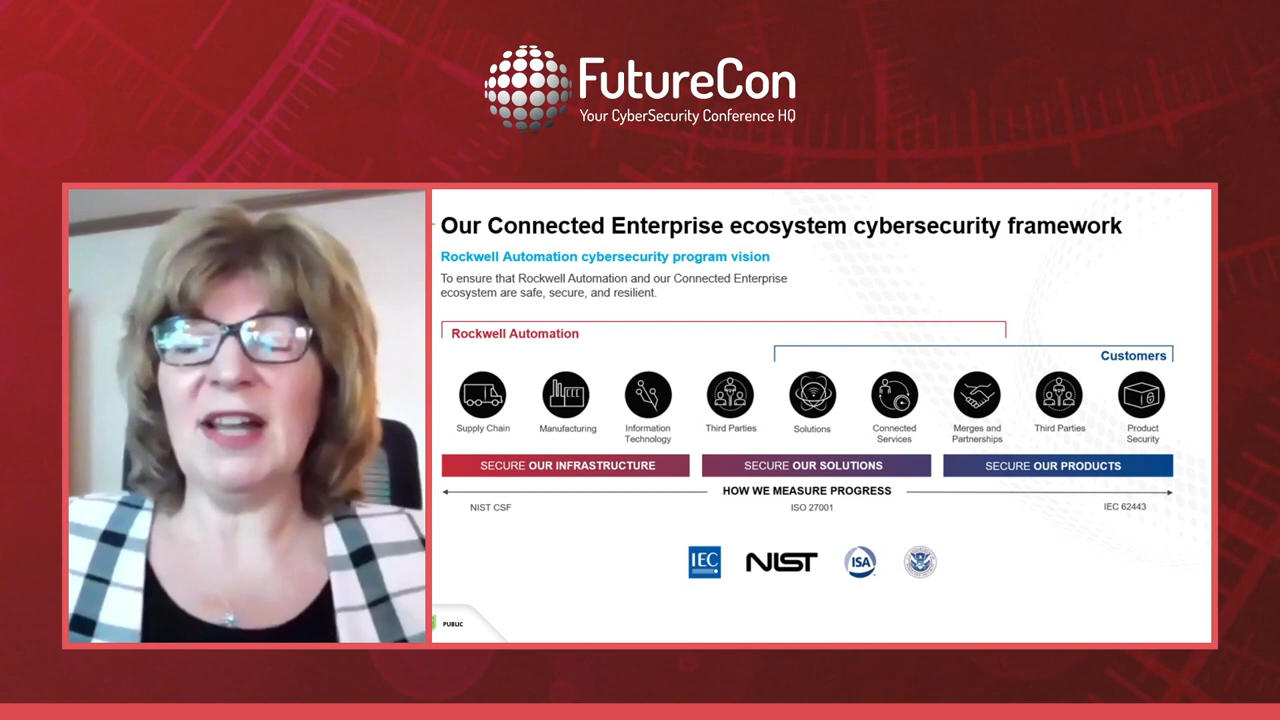 FutureCon
Your CyberSecurity Conference HQ
Our Connected Enterprise ecosystem cybersecurity framework
Rockwell Automation cybersecurity program vision
To ensure that Rockwell Automation and our Connected Enterprise
ecosystem are safe, secure, and resilient.
Rockwell Automation
Customers
Supply Chain
Manufacturing
Information
Technology
Third Parties
Solutions
Connected
Services
Merges and
Partnerships
Third Parties
Product
Security
SECURE OUR INFRASTRUCTURE
SECURE OUR SOLUTIONS
SECURE OUR PRODUCTS
HOW WE MEASURE PROGRESS
NIST CSF
ISO 27001
IEC 62443
IEC
NIST
ISA
PUBLIC